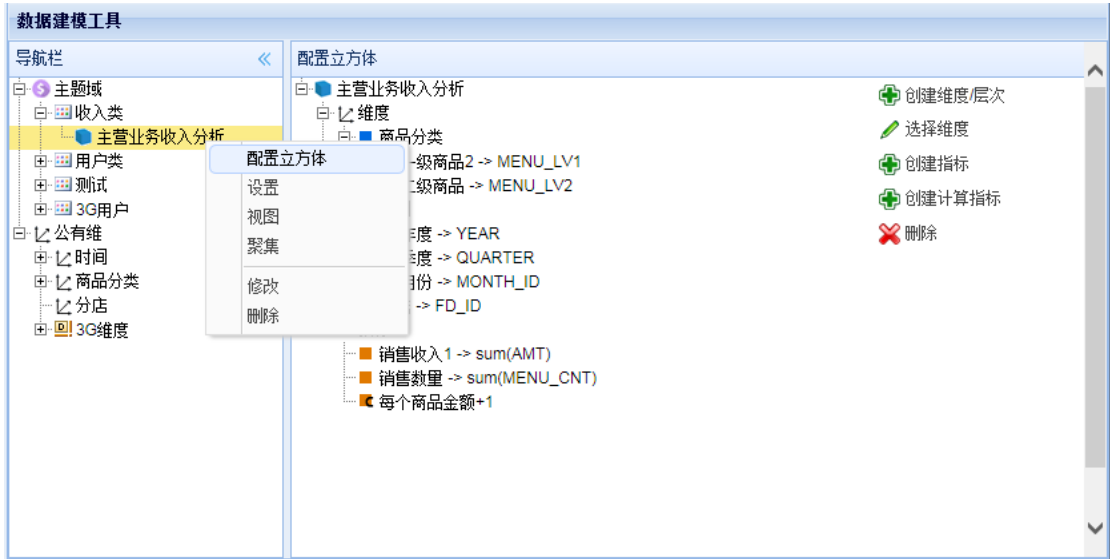 数据建模工具
导航栏
主题域
收入类
主营业务收入分析
用户类
测试
3G用户
公有维
时间
商品分类
分店
3G维度
配置立方体
设置
视图
聚集
修改
删除
配置立方体
主营业务收入分析
维度
商品分类
级商品2 -> MENU_LV1
级商品 -> MENU_LV2
度 -> YEAR
度 -> QUARTER
份 -> MONTH_ID
-> FD_ID
销售收入1 -> sum(AMT)
销售数量 -> sum(MENU_CNT)
每个商品金额+1
创建维度/层次
选择维度
创建指标
创建计算指标
删除